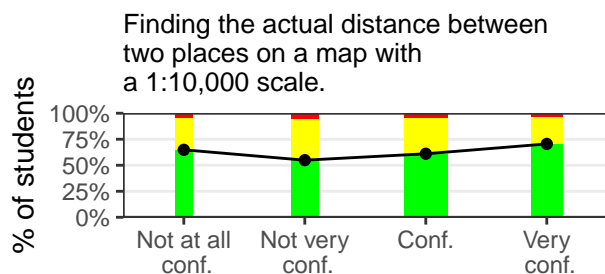 Finding the actual distance between
two places on a map with
a 1:10,000 scale.
% of students
100%
75%
50%
25%
0%
Not at all
conf.
Not very
conf.
Conf.
Very
conf.